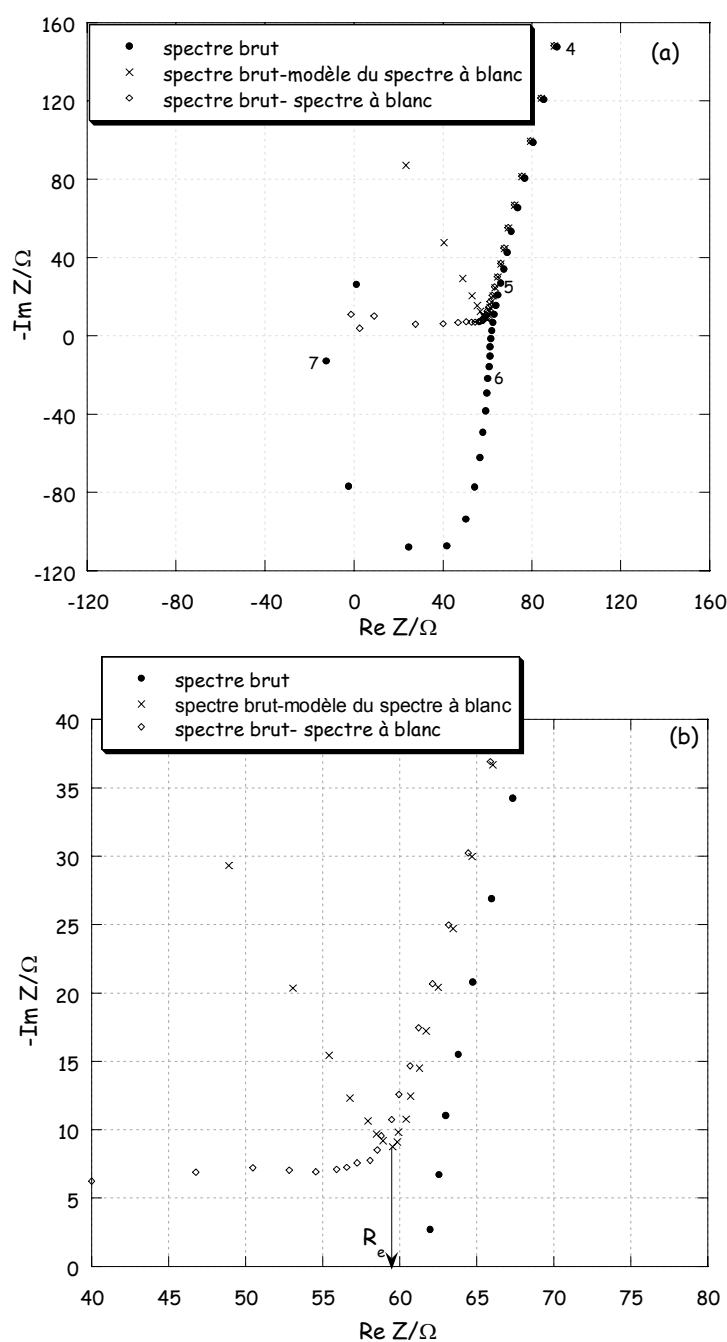 spectre brut
spectre brut-modèle du spectre à blanc
spectre brut- spectre à blanc
(a)
160
120
80
40
0
-40
-80
-120
-Im Z/Ω
4
5
6
7
-120
-80
-40
0
40
80
120
160
Re Z/Ω
spectre brut
spectre brut-modèle du spectre à blanc
spectre brut- spectre à blanc
(b)
40
35
30
25
20
15
10
5
0
-Im Z/Ω
R
e
40
45
50
55
60
65
70
75
80
Re Z/Ω